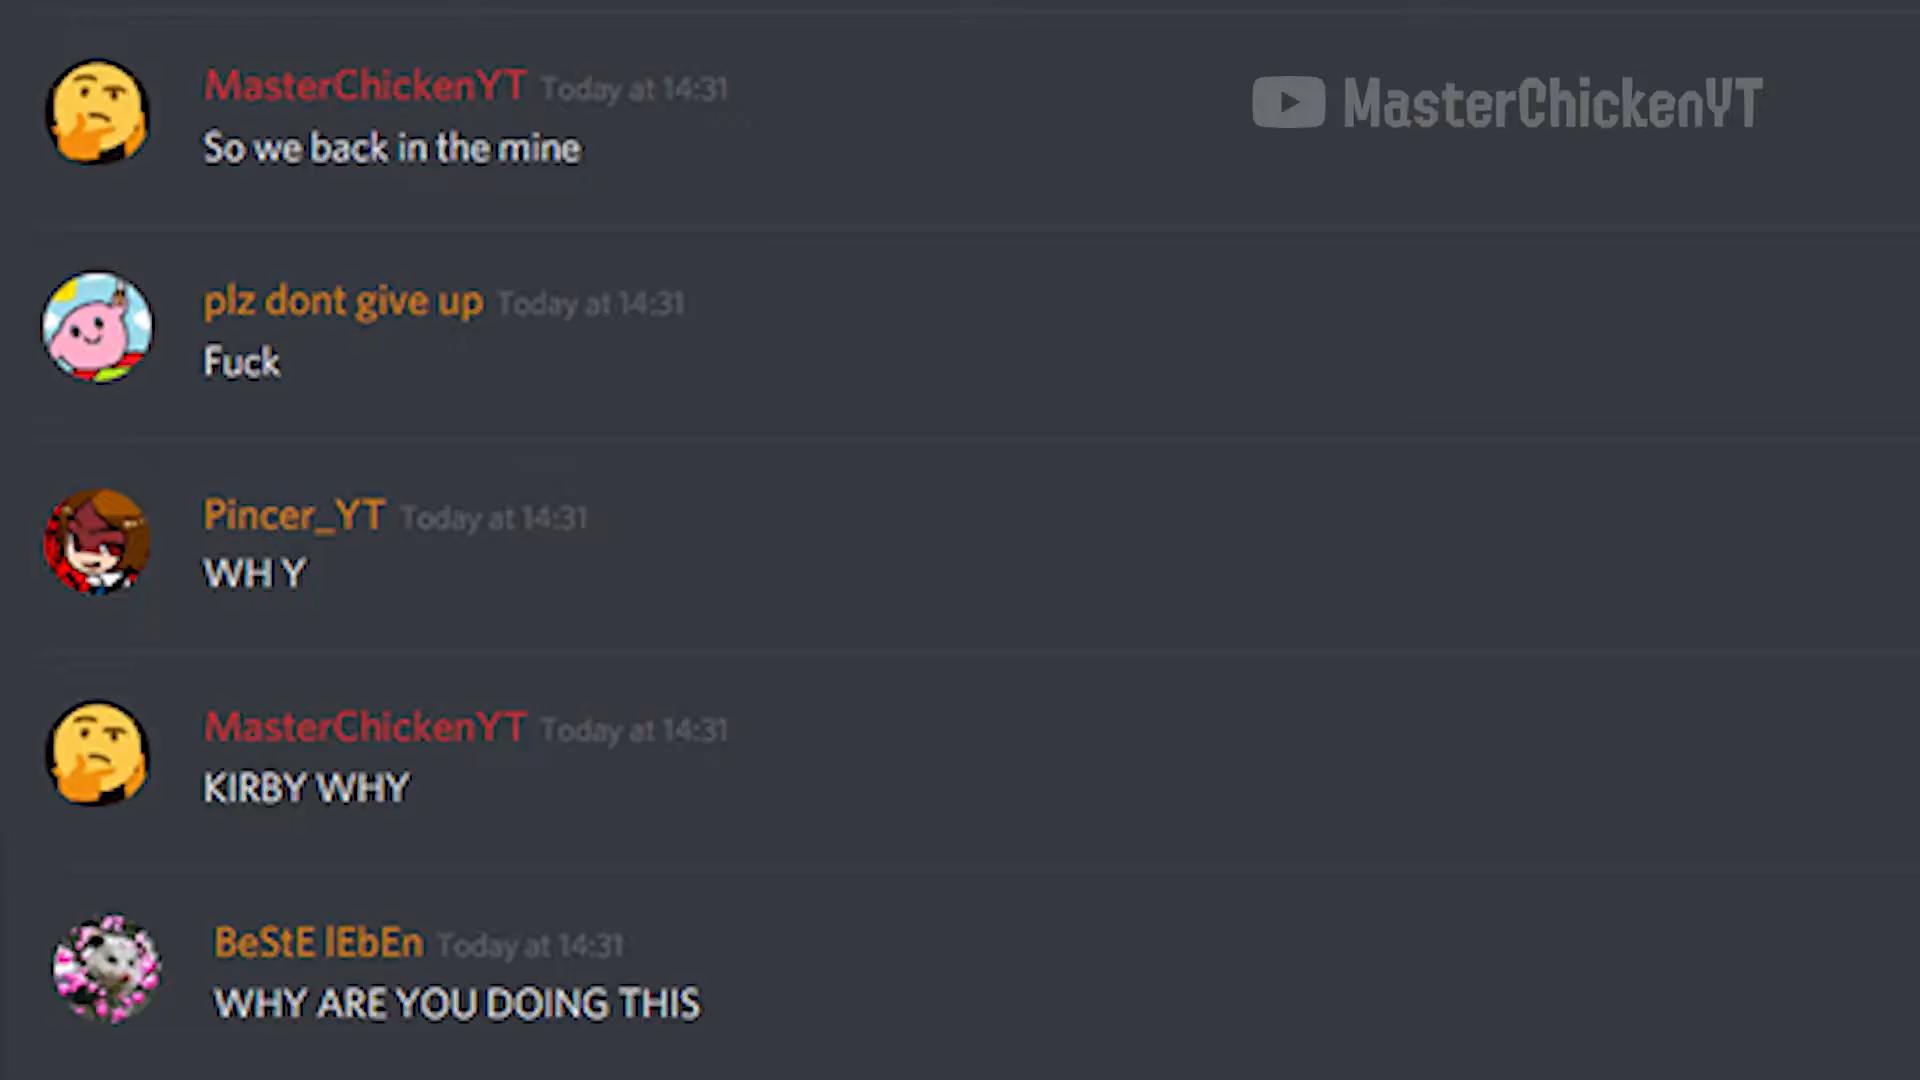 MasterChickenYT Today at 14:31
MasterChickenYT
So we back in the mine
plz dont give up Today at 14:31
Fuck
Pincer_YT Today at 14:31
WH Y
MasterChickenYT Today at 14:31
KIRBY WHY
BeStE lEbEn Today at 14:31
WHY ARE YOU DOING THIS